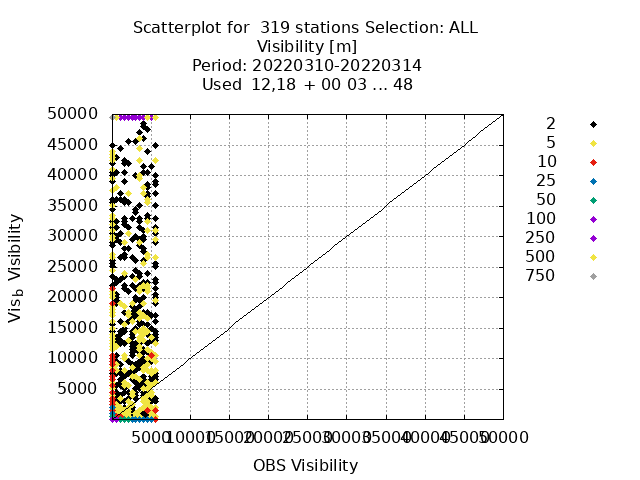 Scatterplot for 319 stations Selection: ALL
Visibility [m]
Period: 20220310-20220314
Used 12,18 + 00 03 ... 48
50000
45000
40000
35000
30000
25000
20000
15000
10000
5000
Vis_b Visibility
5000 10000 15000 20000 25000 30000 35000 40000 45000 50000
OBS Visibility
2
5
10
25
50
100
250
500
750